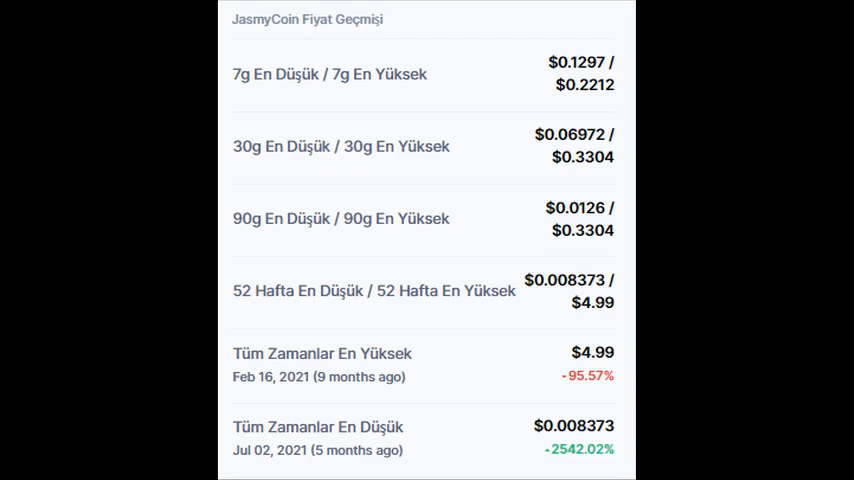 JasmyCoin Fiyat Geçmişi
7g En Düşük / 7g En Yüksek
$0.1297 /
$0.2212
30g En Düşük / 30g En Yüksek
$0.06972 /
$0.3304
90g En Düşük / 90g En Yüksek
$0.0126 /
$0.3304
52 Hafta En Düşük / 52 Hafta En Yüksek
$0.008373 /
$4.99
Tüm Zamanlar En Yüksek
$4.99
Feb 16, 2021 (9 months ago)
-95.57%
Tüm Zamanlar En Düşük
$0.008373
Jul 02, 2021 (5 months ago)
-2542.02%